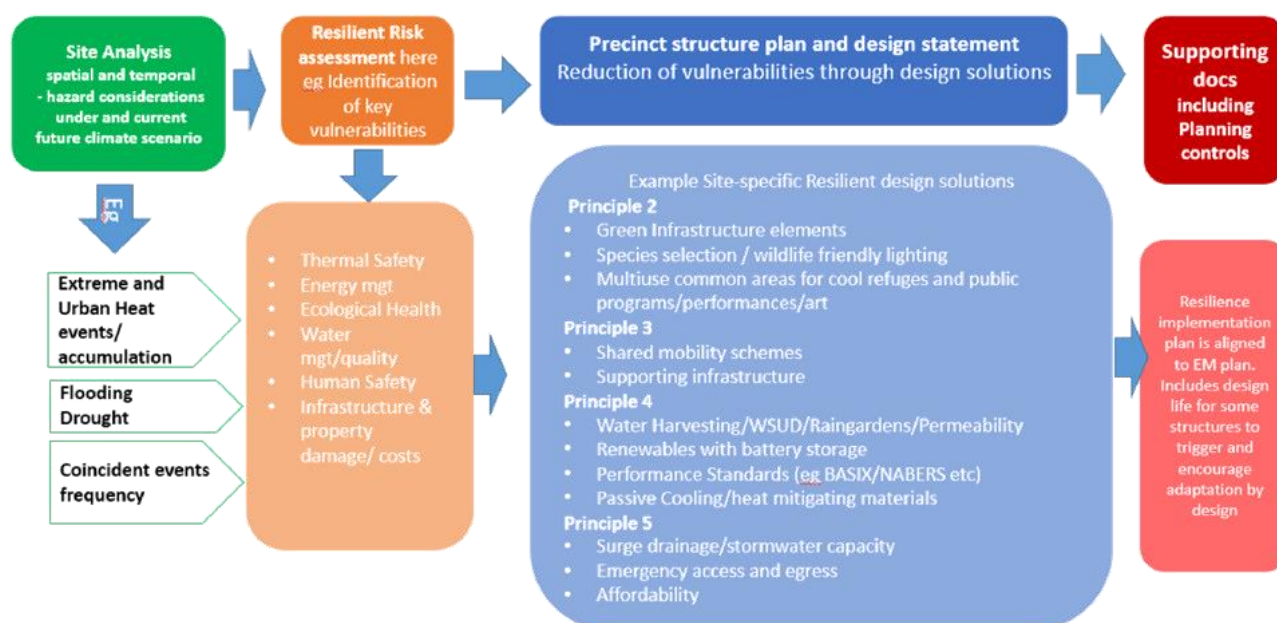 Site Analysis
spatial and temporal
- hazard considerations
under and current
future climate scenario
Resilient Risk
assessment here
eg Identification
of key
vulnerabilities
Precinct structure plan and design statement
Reduction of vulnerabilities through design solutions
Supporting
docs
including
Planning
controls
Eg
Extreme and
Urban Heat
events/
accumulation
Flooding
Drought
Coincident events
frequency
• Thermal Safety
• Energy mgt
• Ecological Health
• Water
mgt/quality
• Human Safety
• Infrastructure &
property
damage/ costs
Example Site-specific Resilient design solutions
Principle 2
• Green Infrastructure elements
• Species selection / wildlife friendly lighting
• Multiuse common areas for cool refuges and public
programs/performances/art
Principle 3
• Shared mobility schemes
• Supporting infrastructure
Principle 4
• Water Harvesting/WSUD/Raingardens/Permeability
• Renewables with battery storage
• Performance Standards (eg BASIX/NABERS etc)
• Passive Cooling/heat mitigating materials
Principle 5
• Surge drainage/stormwater capacity
• Emergency access and egress
• Affordability
Resilience
implementation
plan is aligned
to EM plan.
Includes design
life for some
structures to
trigger and
encourage
adaptation by
design